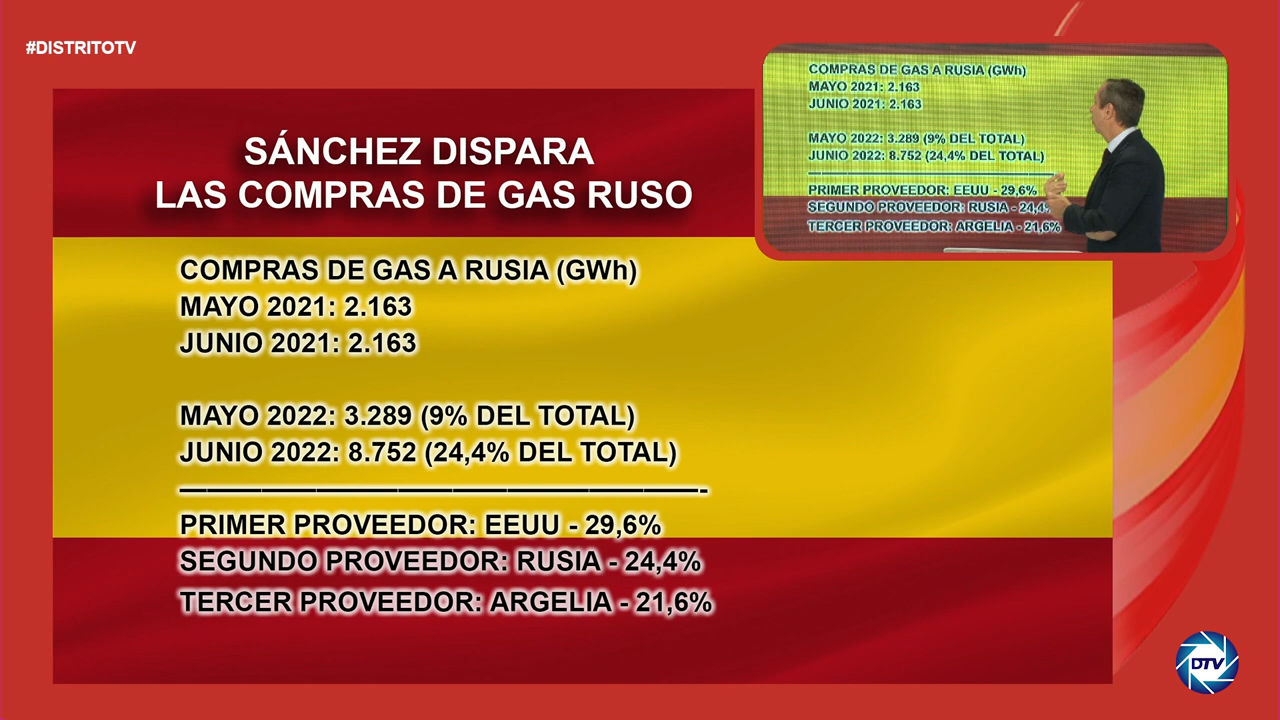 #DISTRITOTV
SÁNCHEZ DISPARA
LAS COMPRAS DE GAS RUSO
COMPRAS DE GAS A RUSIA (GWh)
MAYO 2021: 2.163
JUNIO 2021: 2.163
MAYO 2022: 3.289 (9% DEL TOTAL)
JUNIO 2022: 8.752 (24,4% DEL TOTAL)
PRIMER PROVEEDOR: EEUU - 29,6%
SEGUNDO PROVEEDOR: RUSIA - 24,4%
TERCER PROVEEDOR: ARGELIA - 21,6%
COMPRAS DE GAS A RUSIA (GWh)
MAYO 2021: 2.163
JUNIO 2021: 2.163
MAYO 2022: 3.289 (9% DEL TOTAL)
JUNIO 2022: 8.752 (24,4% DEL TOTAL)
PRIMER PROVEEDOR: EEUU - 29,6%
SEGUNDO PROVEEDOR: RUSIA - 24,4
TERCER PROVEEDOR: ARGELIA - 21,6%
DTV